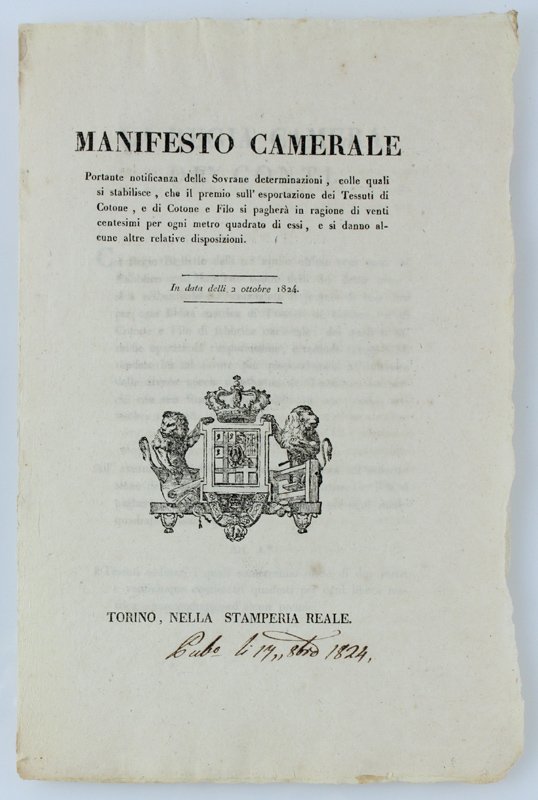 MANIFESTO CAMERALE
Portante notificanza delle Sovrane determinazioni, colle quali
si stabilisce, che il premio sull' esportazione dei Tessuti di
Cotone, e di Cotone e Filo si pagherà in ragione di venti
centesimi per ogni metro quadrato di essi, e si danno al-
cune altre relative disposizioni.
In data delli 2 ottobre 1824.
TORINO, NELLA STAMPERIA REALE.
Pub.a li 17 8bre 1824.